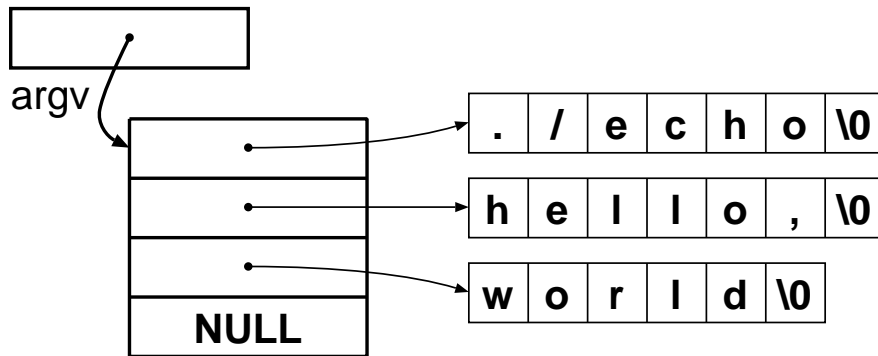 argv
. / e c h o \0
h e l l o , \0
w o r l d \0
NULL